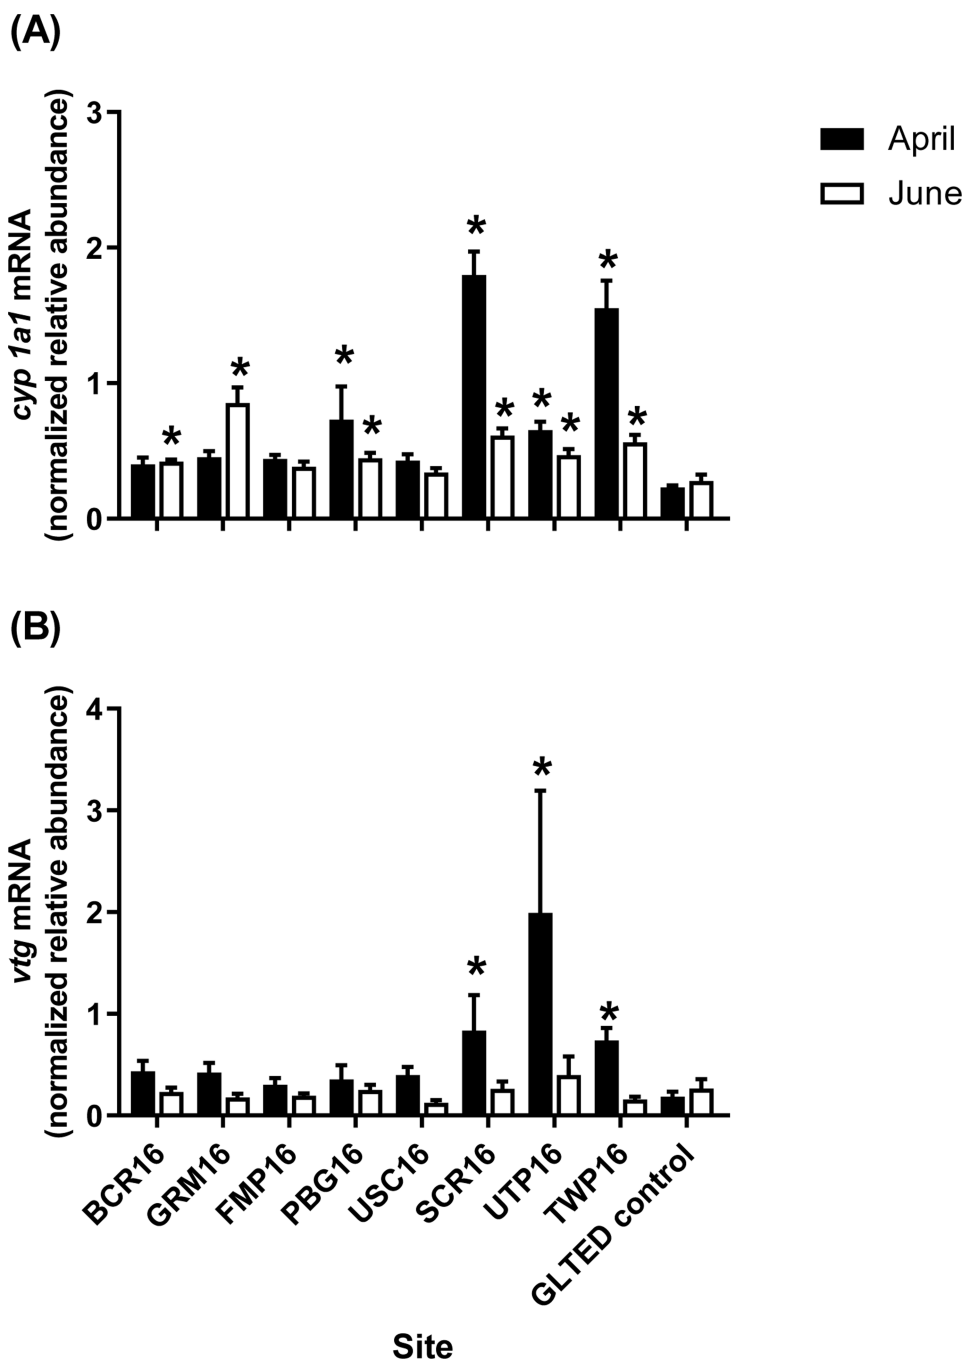 (A)
cyp 1a1 mRNA
(normalized relative abundance)
3
2
1
0
* * * * * * * * * *
April
June
(B)
vtg mRNA
(normalized relative abundance)
4
3
2
1
0
* * *
BCR16
GRM16
FMP16
PBG16
USC16
SCR16
UTP16
TWP16
GLTED control
Site